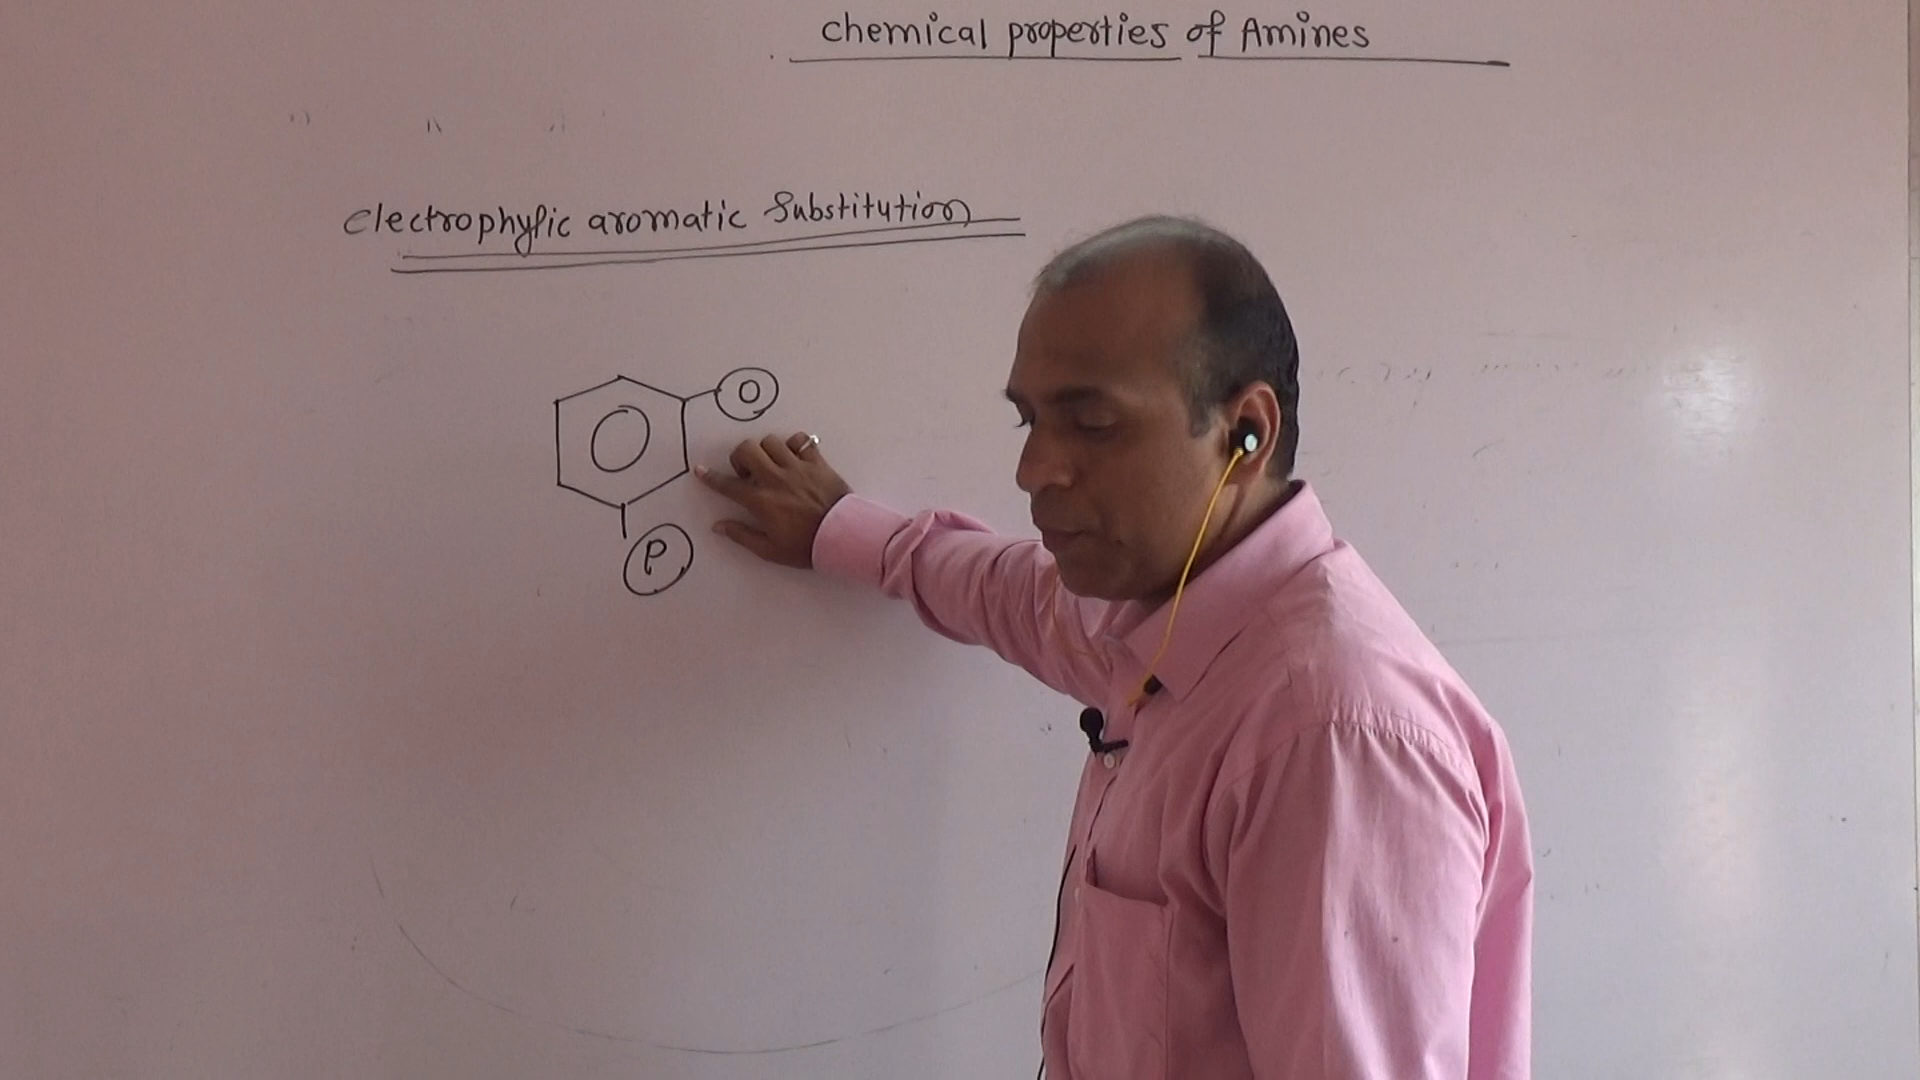 chemical properties of Amines
electrophylic aromatic substitution
O
P